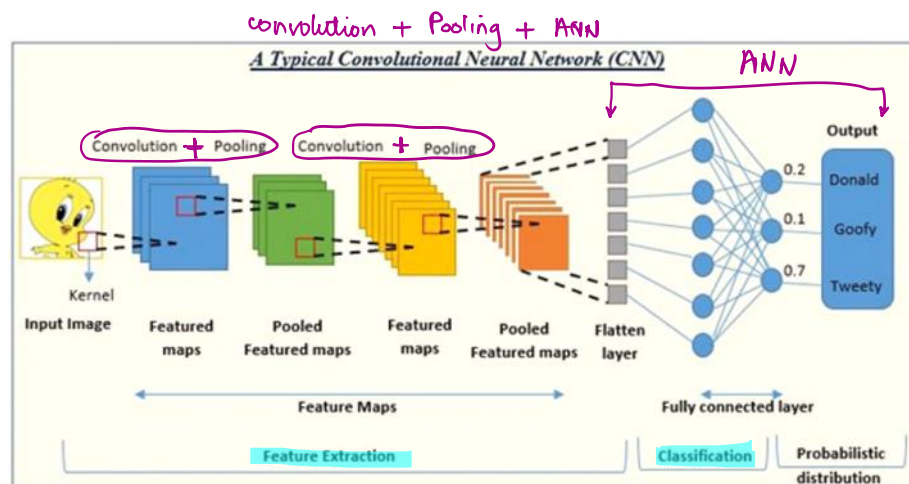 convolution + Pooling + ANN
A Typical Convolutional Neural Network (CNN)
ANN
Convolution + Pooling
Convolution + Pooling
Output
0.2
Donald
0.1
Goofy
0.7
Tweety
Kernel
Input Image
Featured maps
Pooled Featured maps
Featured maps
Pooled Featured maps
Flatten layer
Feature Maps
Fully connected layer
Feature Extraction
Classification
Probabilistic distribution